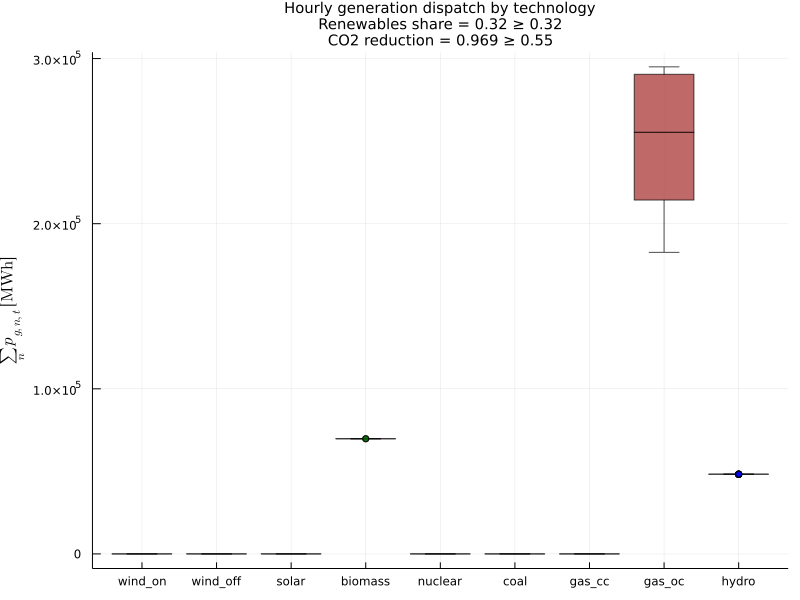 Hourly generation dispatch by technology
Renewables share = 0.32 ≥ 0.32
CO2 reduction = 0.969 ≥ 0.55
3.0×10⁵
2.0×10⁵
1.0×10⁵
0
∑ₙ p_{g,n,t} [MWh]
wind_on wind_off solar biomass nuclear coal gas_cc gas_oc hydro